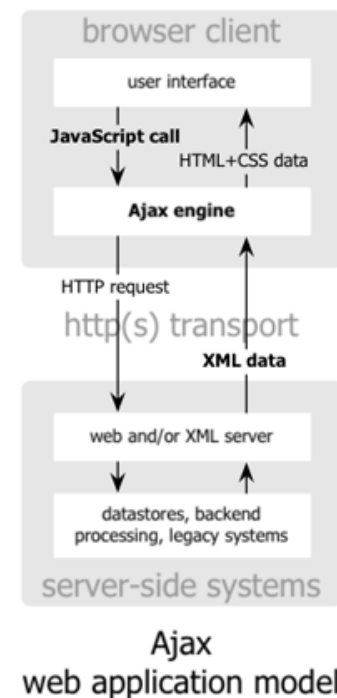 browser client
user interface
JavaScript call
HTML+CSS data
Ajax engine
HTTP request
http(s) transport
XML data
web and/or XML server
datastores, backend
processing, legacy systems
server-side systems
Ajax
web application model